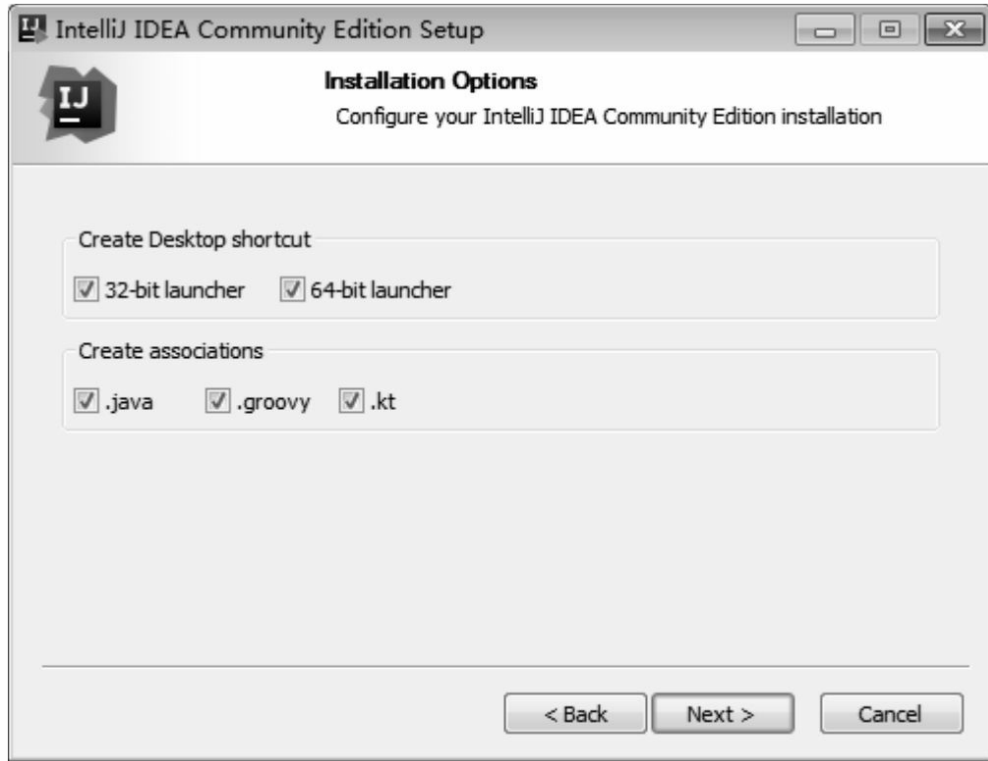 IntelliJ IDEA Community Edition Setup
IJ
Installation Options
Configure your IntelliJ IDEA Community Edition installation
Create Desktop shortcut
32-bit launcher 64-bit launcher
Create associations
.java .groovy .kt
< Back Next > Cancel